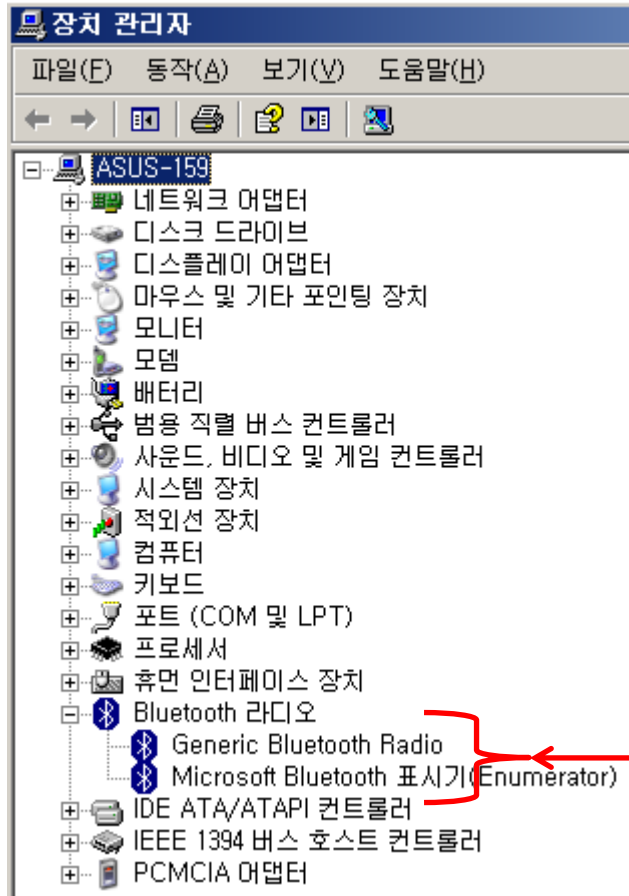 장치 관리자
파일(F) 동작(A) 보기(V) 도움말(H)
ASUS-159
네트워크 어댑터
디스크 드라이브
디스플레이 어댑터
마우스 및 기타 포인팅 장치
모니터
모뎀
배터리
범용 직렬 버스 컨트롤러
사운드, 비디오 및 게임 컨트롤러
시스템 장치
적외선 장치
컴퓨터
키보드
포트 (COM 및 LPT)
프로세서
휴먼 인터페이스 장치
Bluetooth 라디오
Generic Bluetooth Radio
Microsoft Bluetooth 표시기(Enumerator)
IDE ATA/ATAPI 컨트롤러
IEEE 1394 버스 호스트 컨트롤러
PCMCIA 어댑터